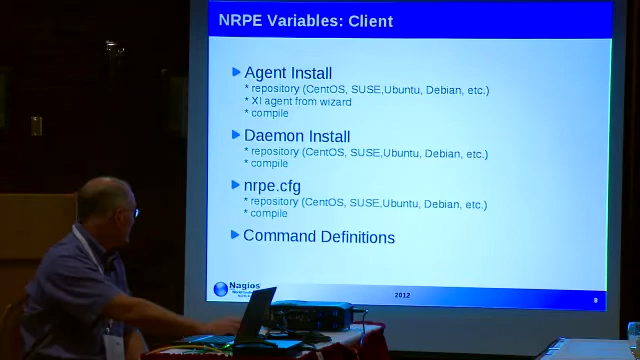 NRPE Variables: Client
Agent Install
* repository (CentOS, SUSE,Ubuntu, Debian, etc.)
* XI agent from wizard
* compile
Daemon Install
* repository (CentOS, SUSE,Ubuntu, Debian, etc.)
* compile
nrpe.cfg
* repository (CentOS, SUSE,Ubuntu, Debian, etc.)
* compile
Command Definitions
Nagios
2012
8